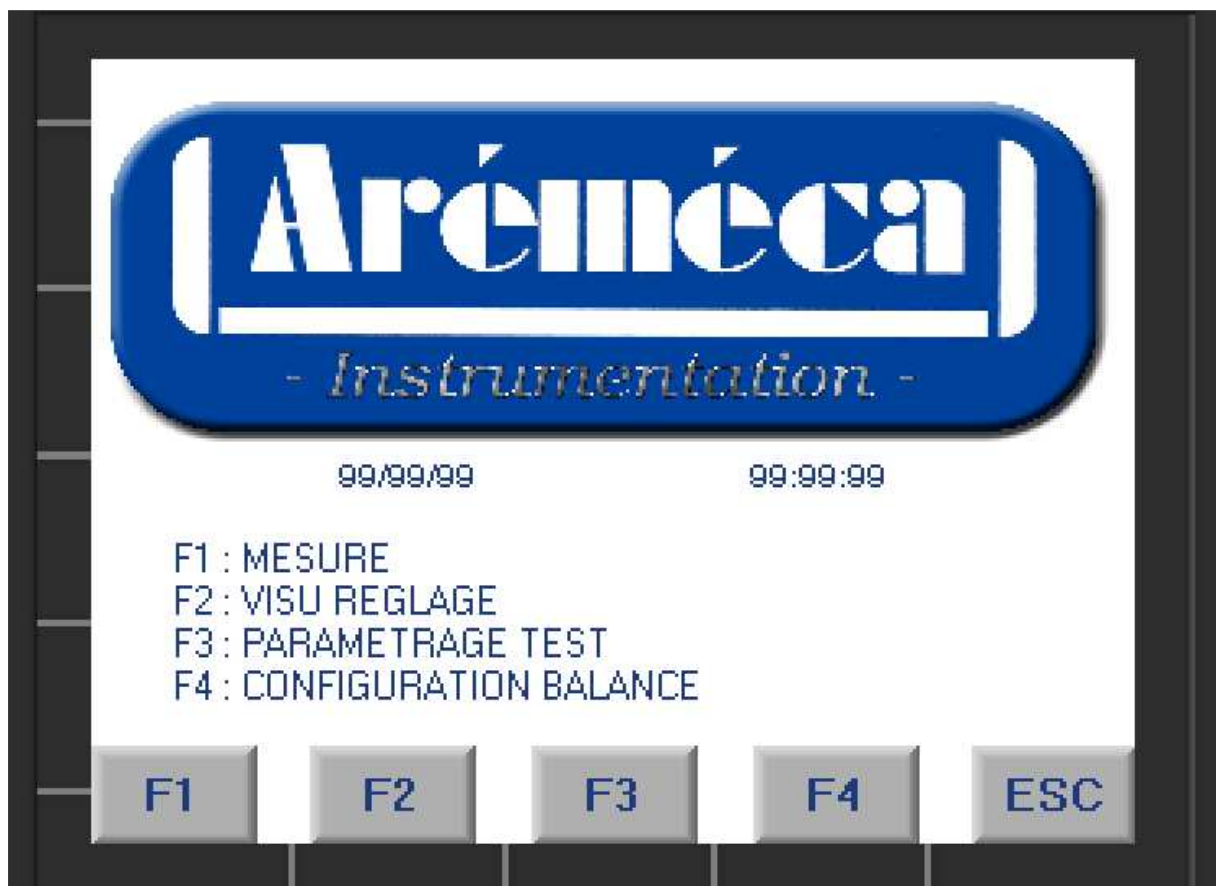 Aréméca
- Instrumentation -
99/99/99 99:99:99
F1 : MESURE
F2 : VISU REGLAGE
F3 : PARAMETRAGE TEST
F4 : CONFIGURATION BALANCE
F1 F2 F3 F4 ESC